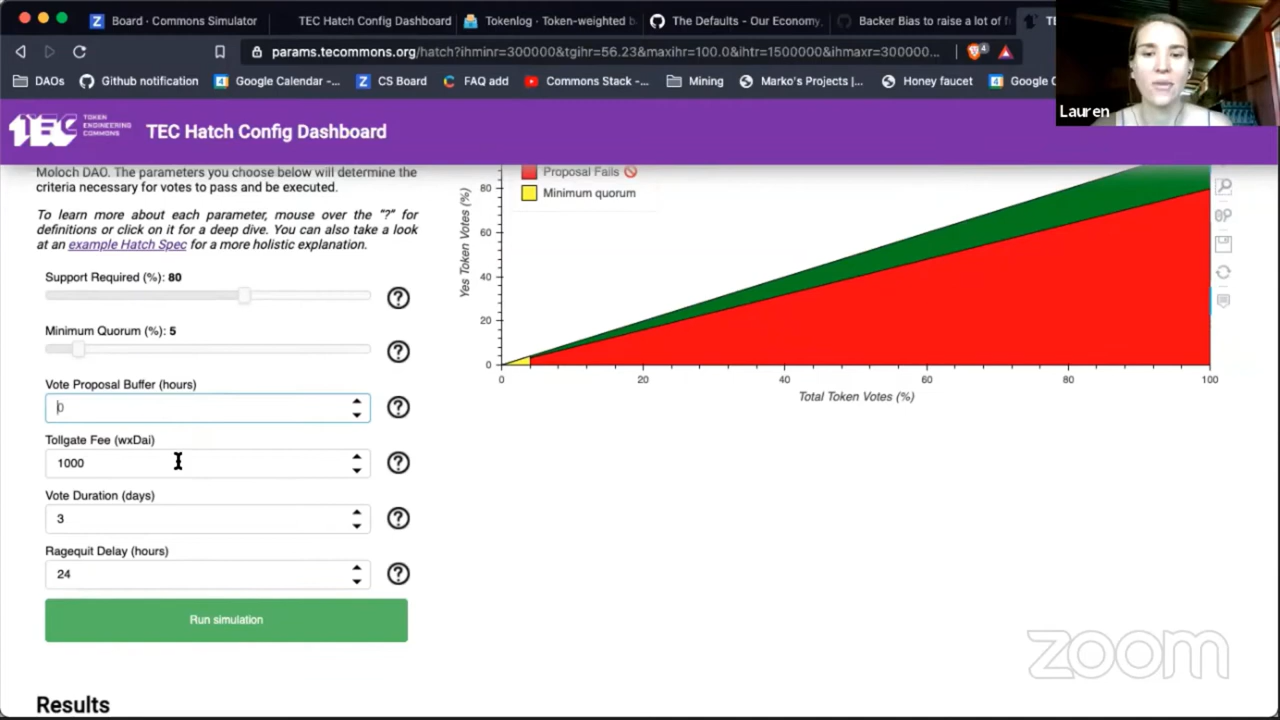 Board · Commons Simulator
TEC Hatch Config Dashboard
Tokenlog · Token-weighted b
The Defaults - Our Economy.
Backer Bias to raise a lot of f
TE
params.tecommons.org/hatch?ihminr=300000&tgihr=56.23&maxihr=100.0&ihtr=1500000&ihmaxr=300000...
4
DAOs
Github notification
Google Calendar -...
CS Board
FAQ add
Commons Stack -...
Mining
Marko's Projects |...
Honey faucet
Google C
Lauren
TEC
TOKEN
ENGINEERING
COMMONS
TEC Hatch Config Dashboard
Moloch DAO. The parameters you choose below will determine the
criteria necessary for votes to pass and be executed.
To learn more about each parameter, mouse over the "?" for
definitions or click on it for a deep dive. You can also take a look
at an example Hatch Spec for a more holistic explanation.
Support Required (%): 80
?
Minimum Quorum (%): 5
?
Vote Proposal Buffer (hours)
0
?
Tollgate Fee (wxDai)
1000
?
Vote Duration (days)
3
?
Ragequit Delay (hours)
24
?
Run simulation
Results
Proposal Fails
Minimum quorum
Yes Token Votes (%)
80
60
40
20
0
0
20
40
60
80
100
Total Token Votes (%)
zoom